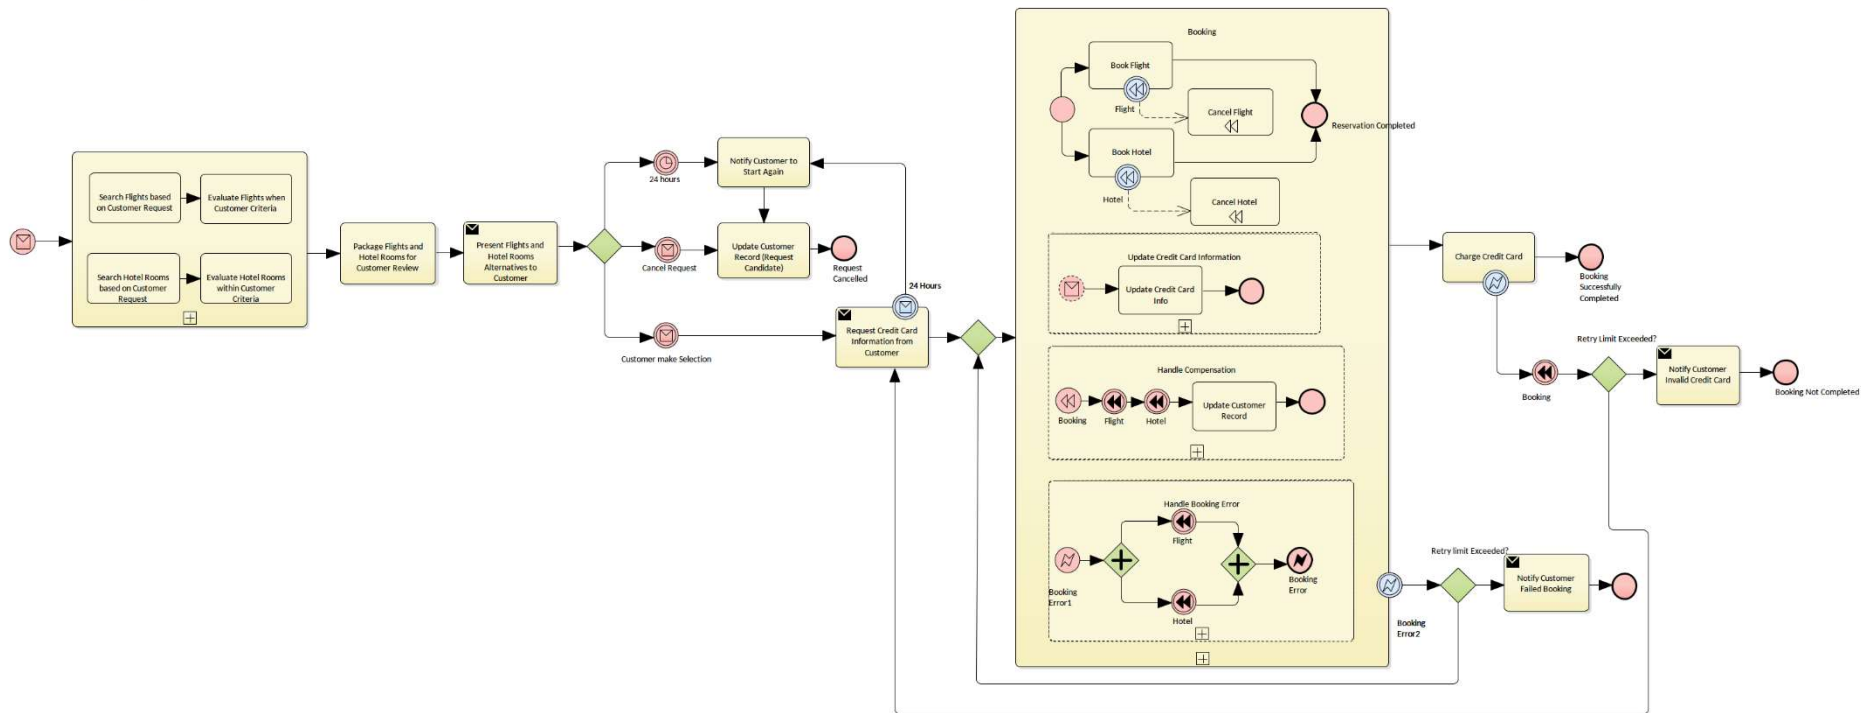 Search Flights based
on Customer Request
Evaluate Flights when
Customer Criteria
Search Hotel Rooms
based on Customer
Request
Evaluate Hotel Rooms
within Customer
Criteria
Package Flights and
Hotel Rooms for
Customer Review
Present Flights and
Hotel Rooms
Alternatives to
Customer
24 hours
Cancel Request
Customer make Selection
Notify Customer to
Start Again
Update Customer
Record (Request
Candidate)
Request
Cancelled
24 Hours
Request Credit Card
Information from
Customer
Booking
Book Flight
Flight
Cancel Flight
Book Hotel
Hotel
Cancel Hotel
Reservation Completed
Update Credit Card Information
Update Credit Card
Info
Handle Compensation
Booking
Flight
Hotel
Update Customer
Record
Handle Booking Error
Booking
Error1
Flight
Hotel
Booking
Error
Booking
Error2
Charge Credit Card
Booking
Successfully
Completed
Booking
Retry Limit Exceeded?
Notify Customer
Invalid Credit Card
Booking Not Completed
Retry limit Exceeded?
Notify Customer
Failed Booking